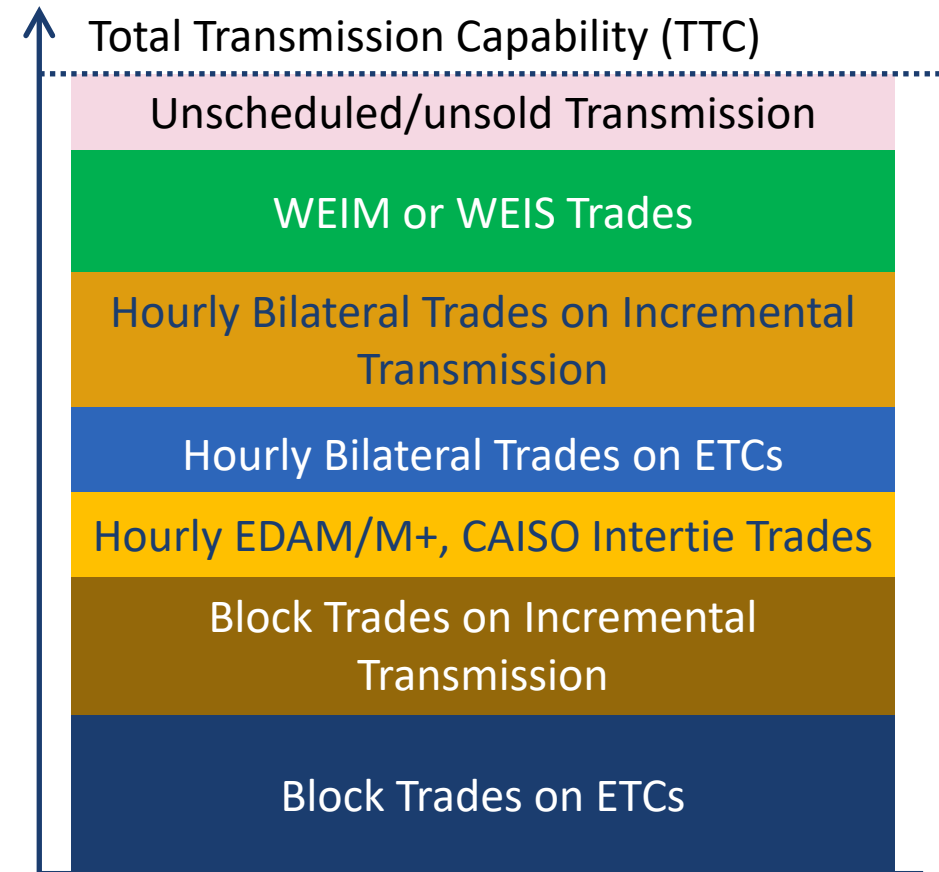 Total Transmission Capability (TTC)
Unscheduled/unsold Transmission
WEIM or WEIS Trades
Hourly Bilateral Trades on Incremental
Transmission
Hourly Bilateral Trades on ETCs
Hourly EDAM/M+, CAISO Intertie Trades
Block Trades on Incremental
Transmission
Block Trades on ETCs